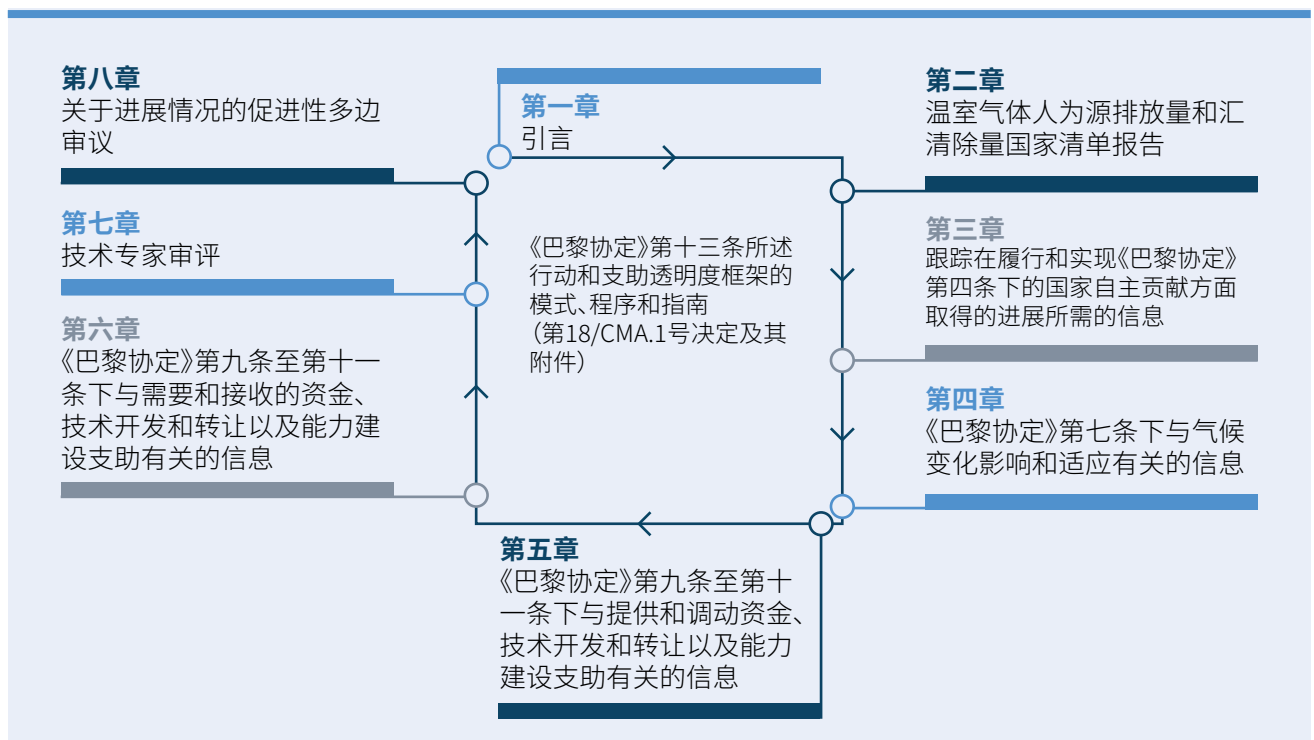 第一章
引言
第二章
温室气体人为源排放量和汇
清除量国家清单报告
第三章
跟踪在履行和实现《巴黎协定》
第四条下的国家自主贡献方面
取得的进展所需的信息
第四章
《巴黎协定》第七条下与气候
变化影响和适应有关的信息
第五章
《巴黎协定》第九条至第十
一条下与提供和调动资金、
技术开发和转让以及能力
建设支助有关的信息
第六章
《巴黎协定》第九条至第十一
条下与需要和接收的资金、
技术开发和转让以及能力建
设支助有关的信息
第七章
技术专家审评
第八章
关于进展情况的促进性多边
审议
《巴黎协定》第十三条所述
行动和支助透明度框架的
模式、程序和指南
（第18/CMA.1号决定及其
附件）